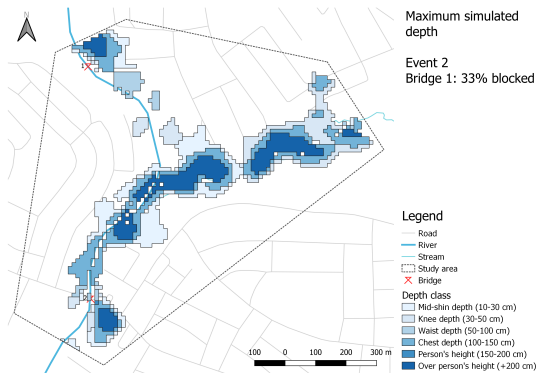 N
Maximum simulated
depth
Event 2
Bridge 1: 33% blocked
1
Legend
Road
River
Stream
Study area
Bridge
Depth class
Mid-shin depth (10-30 cm)
Knee depth (30-50 cm)
Waist depth (50-100 cm)
Chest depth (100-150 cm)
Person's height (150-200 cm)
Over person's height (+200 cm)
100 0 100 200 300 m